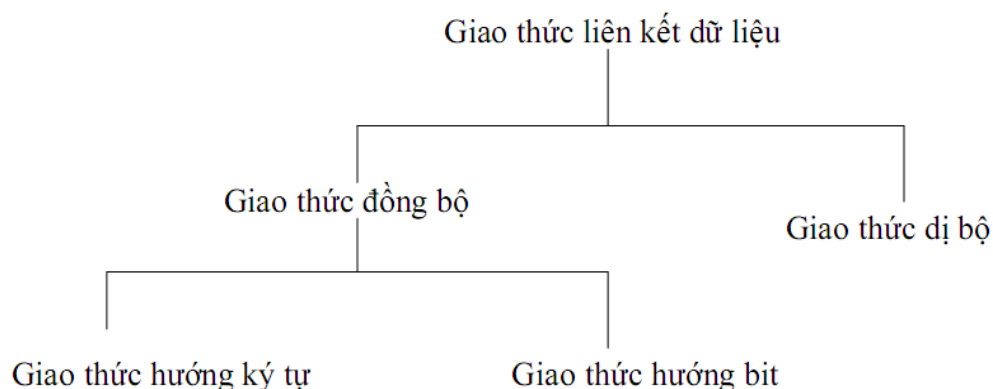 Giao thức liên kết dữ liệu
Giao thức đồng bộ
Giao thức dị bộ
Giao thức hướng ký tự
Giao thức hướng bit